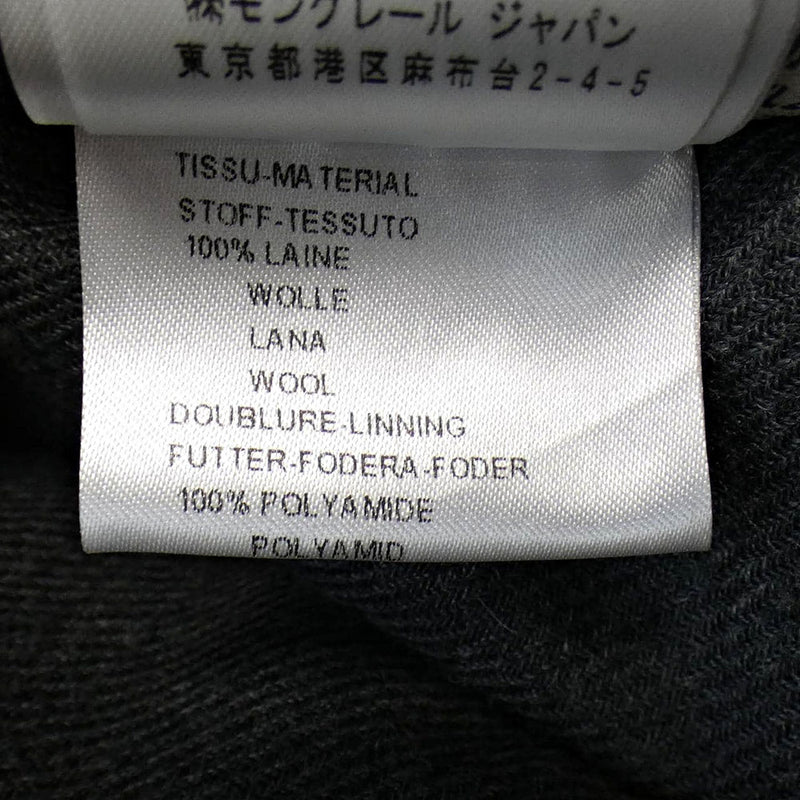 ㈱モンクレール ジャパン
東京都港区麻布台2-4-5
TISSU-MATERIAL
STOFF-TESSUTO
100% LAINE
WOLLE
LANA
WOOL
DOUBLURE-LINNING
FUTTER-FODERA-FODER
100% POLYAMIDE
POLYAMID